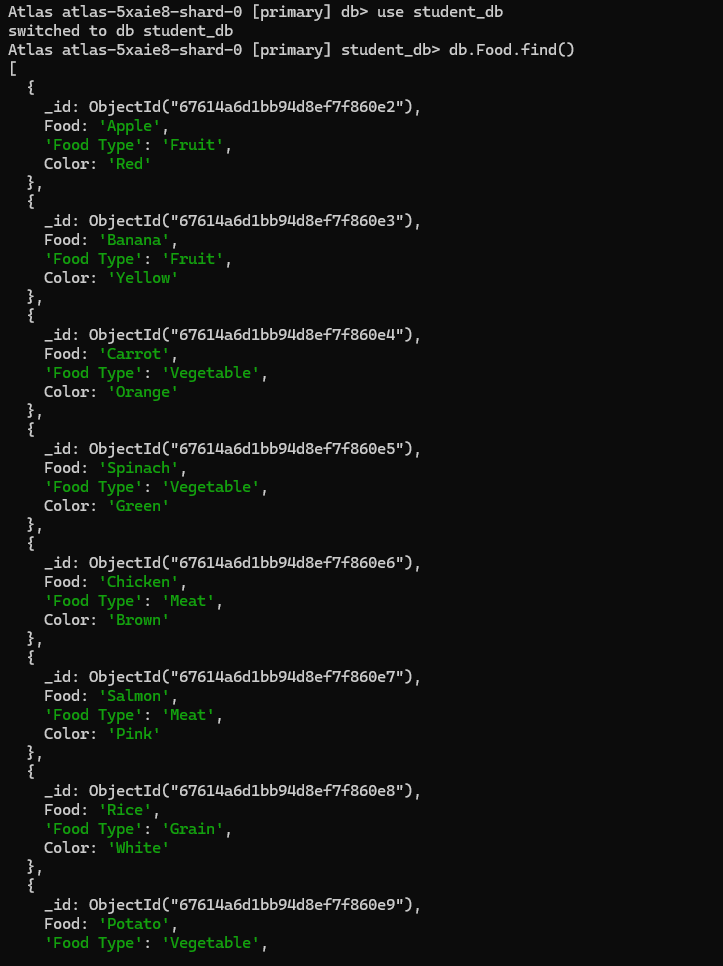 Atlas atlas-5xaie8-shard-0 [primary] db> use student_db
switched to db student_db
Atlas atlas-5xaie8-shard-0 [primary] student_db> db.Food.find()
[
  {
    _id: ObjectId("67614a6d1bb94d8ef7f860e2"),
    Food: 'Apple',
    'Food Type': 'Fruit',
    Color: 'Red'
  },
  {
    _id: ObjectId("67614a6d1bb94d8ef7f860e3"),
    Food: 'Banana',
    'Food Type': 'Fruit',
    Color: 'Yellow'
  },
  {
    _id: ObjectId("67614a6d1bb94d8ef7f860e4"),
    Food: 'Carrot',
    'Food Type': 'Vegetable',
    Color: 'Orange'
  },
  {
    _id: ObjectId("67614a6d1bb94d8ef7f860e5"),
    Food: 'Spinach',
    'Food Type': 'Vegetable',
    Color: 'Green'
  },
  {
    _id: ObjectId("67614a6d1bb94d8ef7f860e6"),
    Food: 'Chicken',
    'Food Type': 'Meat',
    Color: 'Brown'
  },
  {
    _id: ObjectId("67614a6d1bb94d8ef7f860e7"),
    Food: 'Salmon',
    'Food Type': 'Meat',
    Color: 'Pink'
  },
  {
    _id: ObjectId("67614a6d1bb94d8ef7f860e8"),
    Food: 'Rice',
    'Food Type': 'Grain',
    Color: 'White'
  },
  {
    _id: ObjectId("67614a6d1bb94d8ef7f860e9"),
    Food: 'Potato',
    'Food Type': 'Vegetable',